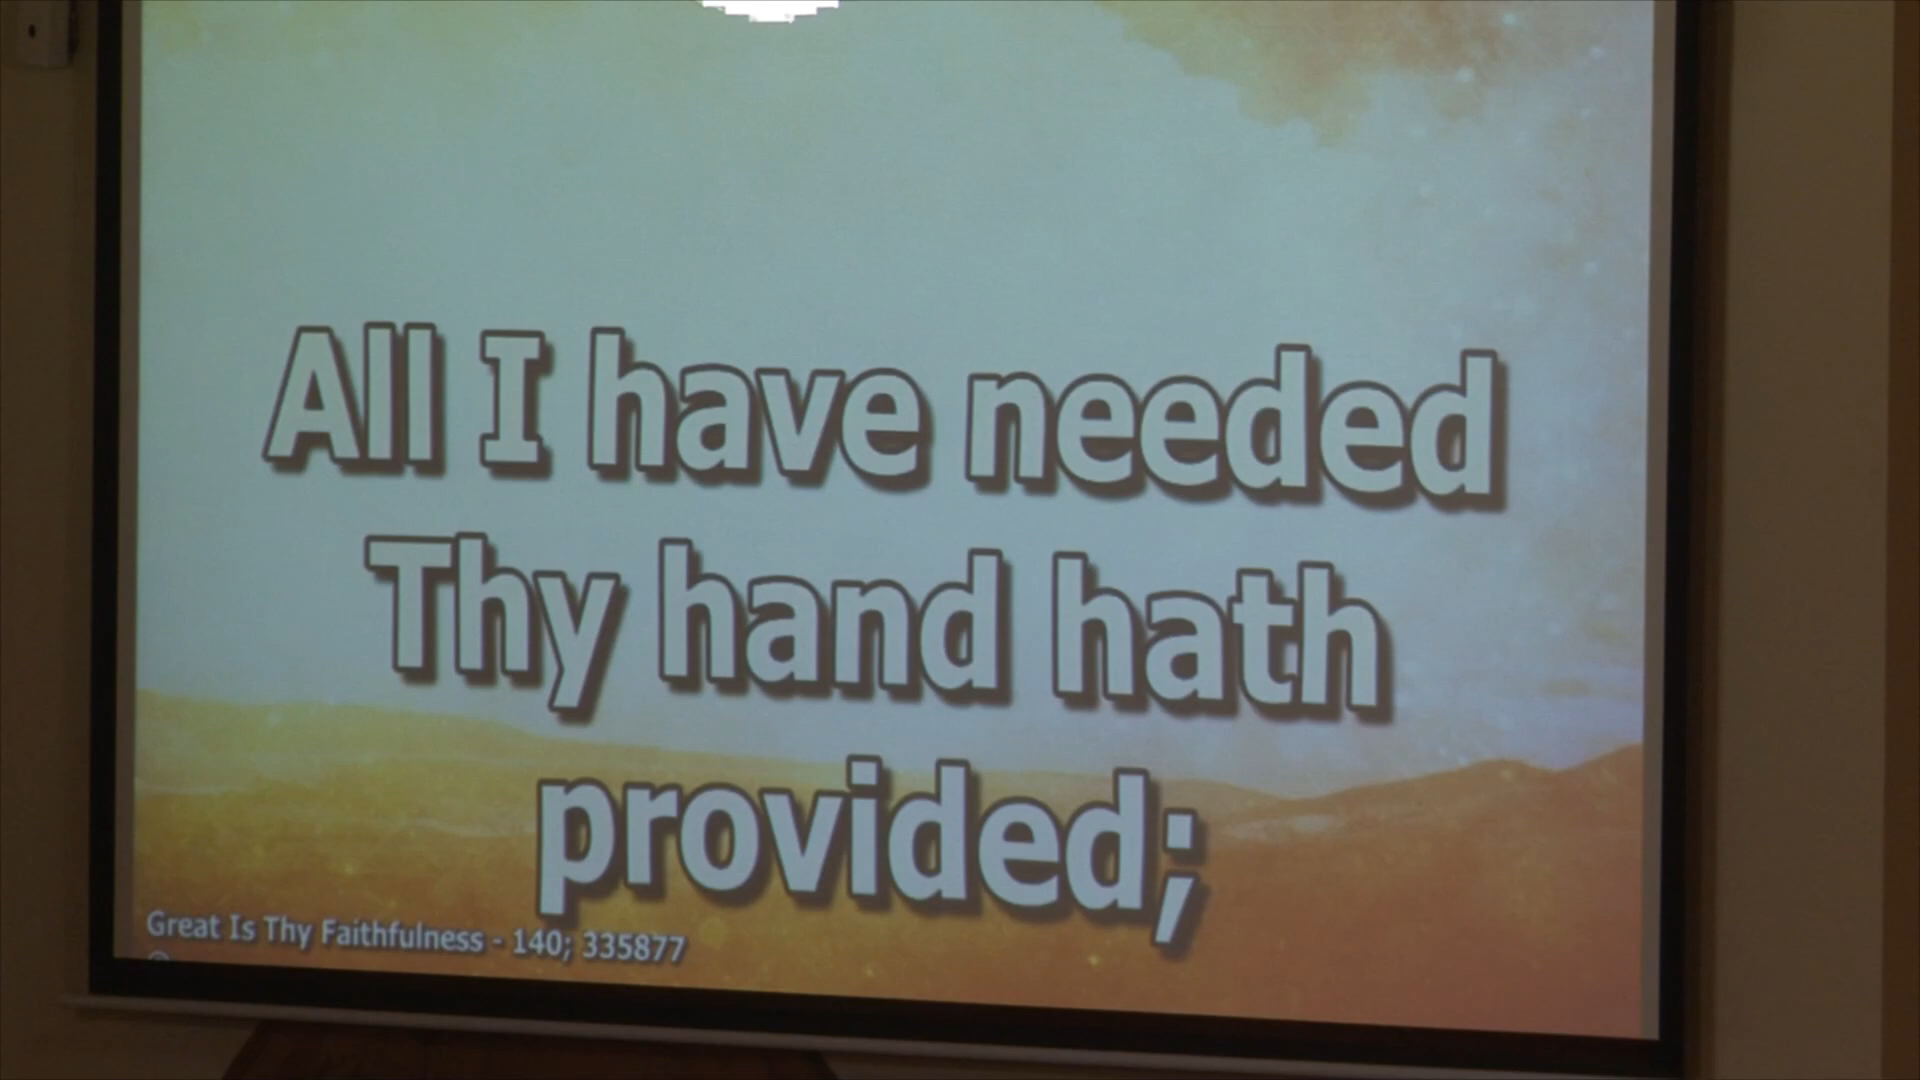 All I have needed
Thy hand hath
provided;
Great Is Thy Faithfulness - 140; 335877